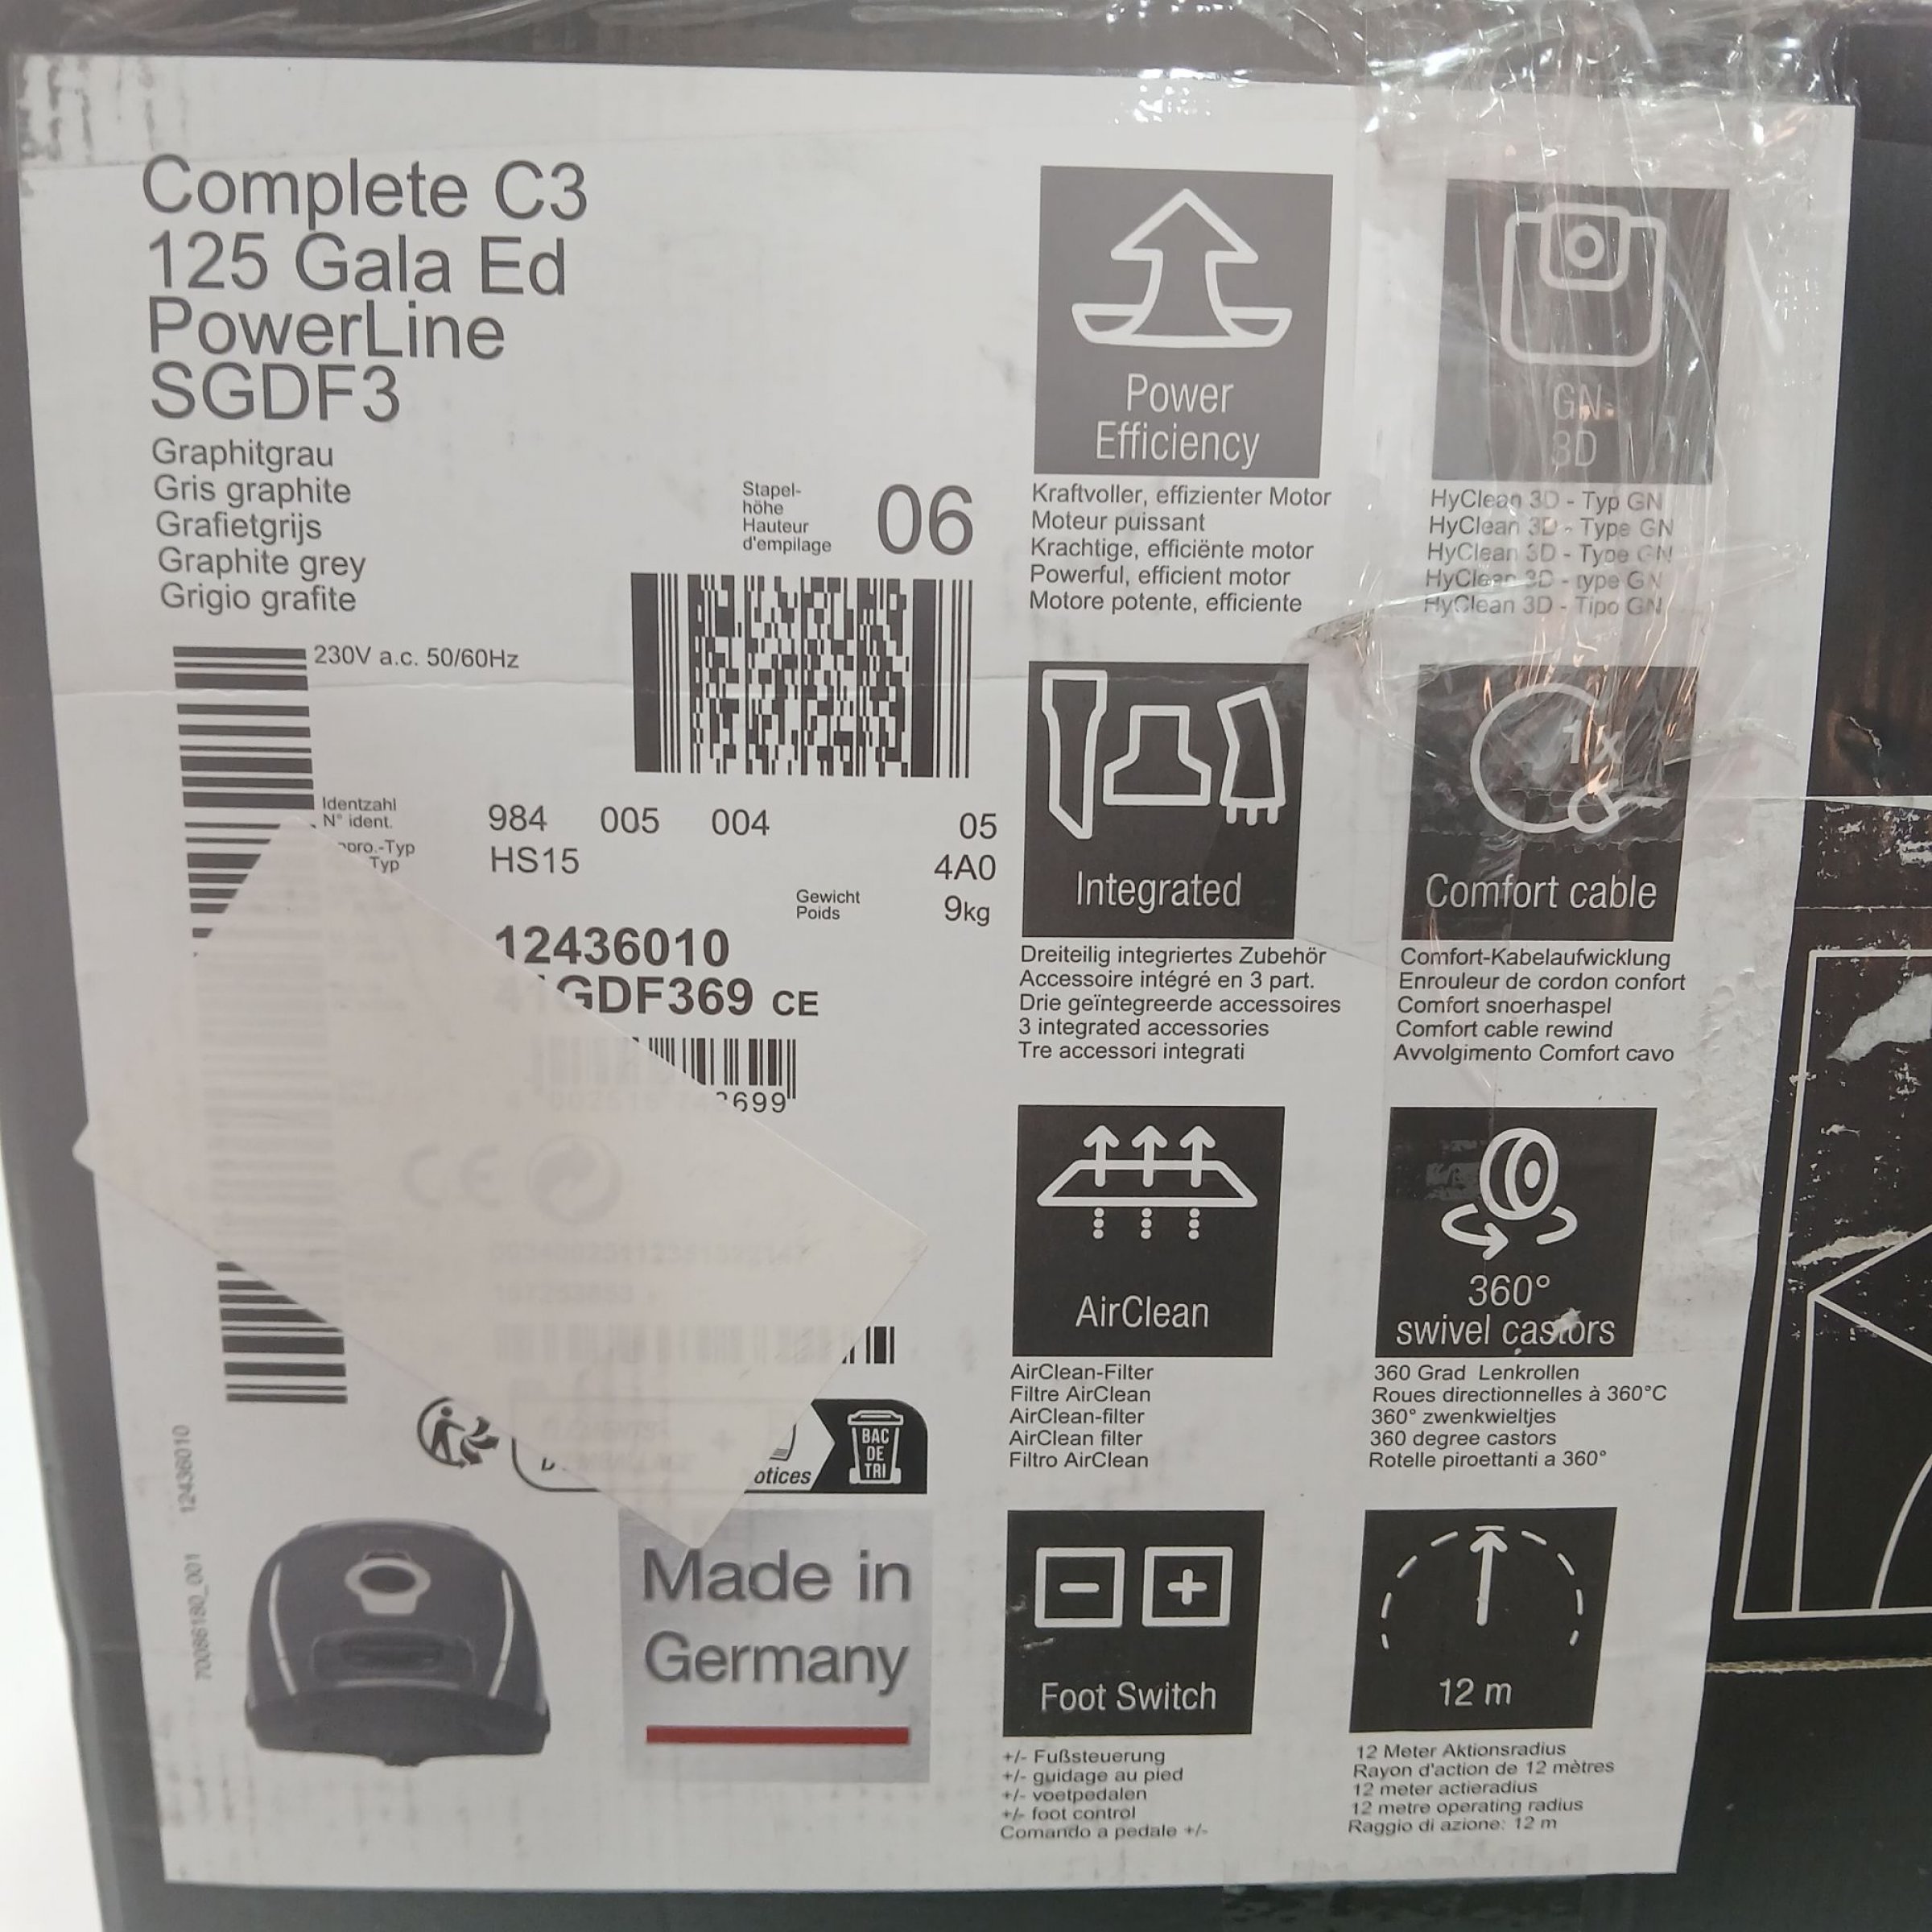 Complete C3
125 Gala Ed
PowerLine
SGDF3
Graphitgrau
Gris graphite
Grafietgrijs
Graphite grey
Grigio grafite
230V a.c. 50/60Hz
Stapel-
höhe
Hauteur
d'empilage
06
Identzahl
N° ident.
984 005 004 05
Typ
Typ
HS15
4A0
Gewicht
Poids
9kg
12436010
GDF369 CE
699
CE
otices
BAC
DE
TRI
12436010
70086180_001
Made in
Germany
Power
Efficiency
Kraftvoller, effizienter Motor
Moteur puissant
Krachtige, efficiënte motor
Powerful, efficient motor
Motore potente, efficiente
GN
3D
HyClean 3D - Typ GN
HyClean 3D - Type GN
HyClean 3D - Type GN
HyClean 3D - type GN
HyClean 3D - Tipo GN
Integrated
Dreiteilig integriertes Zubehör
Accessoire intégré en 3 part.
Drie geïntegreerde accessoires
3 integrated accessories
Tre accessori integrati
1x
Comfort cable
Comfort-Kabelaufwicklung
Enrouleur de cordon confort
Comfort snoerhaspel
Comfort cable rewind
Avvolgimento Comfort cavo
AirClean
AirClean-Filter
Filtre AirClean
AirClean-filter
AirClean filter
Filtro AirClean
360°
swivel castors
360 Grad Lenkrollen
Roues directionnelles à 360°C
360° zwenkwieltjes
360 degree castors
Rotelle piroettanti a 360°
Foot Switch
+/- Fußsteuerung
+/- guidage au pied
+/- voetpedalen
+/- foot control
Comando a pedale +/-
12 m
12 Meter Aktionsradius
Rayon d'action de 12 mètres
12 meter actieradius
12 metre operating radius
Raggio di azione: 12 m